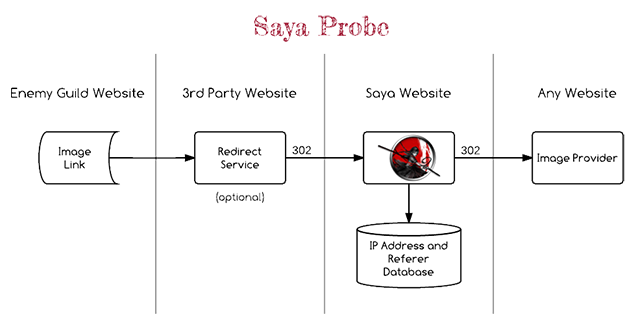 Saya Probe
Enemy Guild Website
3rd Party Website
Saya Website
Any Website
Image
Link
Redirect
Service
302
302
Image Provider
(optional)
IP Address and
Referer
Database